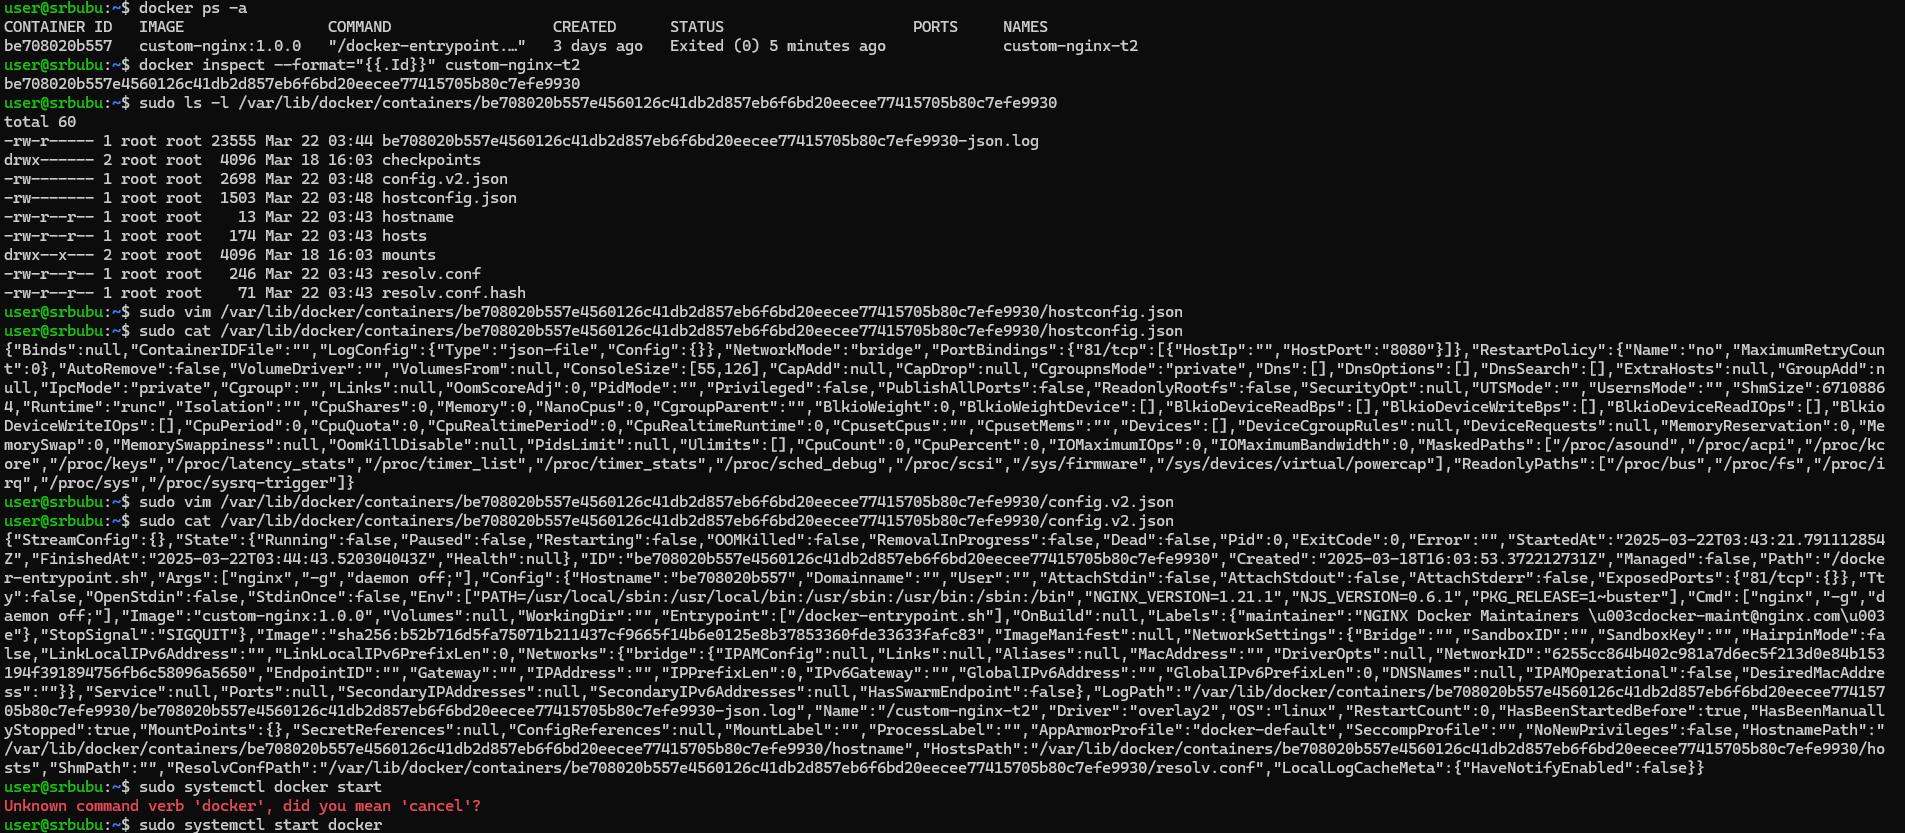 user@srbubu:~$ docker ps -a
CONTAINER ID   IMAGE                COMMAND                  CREATED      STATUS                     PORTS     NAMES
be708020b557   custom-nginx:1.0.0   "/docker-entrypoint.…"   3 days ago   Exited (0) 5 minutes ago             custom-nginx-t2
user@srbubu:~$ docker inspect --format="{{.Id}}" custom-nginx-t2
be708020b557e4560126c41db2d857eb6f6bd20eecee77415705b80c7efe9930
user@srbubu:~$ sudo ls -l /var/lib/docker/containers/be708020b557e4560126c41db2d857eb6f6bd20eecee77415705b80c7efe9930
total 60
-rw-r----- 1 root root 23555 Mar 22 03:44 be708020b557e4560126c41db2d857eb6f6bd20eecee77415705b80c7efe9930-json.log
drwx------ 2 root root  4096 Mar 18 16:03 checkpoints
-rw------- 1 root root  2698 Mar 22 03:48 config.v2.json
-rw------- 1 root root  1503 Mar 22 03:48 hostconfig.json
-rw-r--r-- 1 root root    13 Mar 22 03:43 hostname
-rw-r--r-- 1 root root   174 Mar 22 03:43 hosts
drwx--x--- 2 root root  4096 Mar 18 16:03 mounts
-rw-r--r-- 1 root root   246 Mar 22 03:43 resolv.conf
-rw-r--r-- 1 root root    71 Mar 22 03:43 resolv.conf.hash
user@srbubu:~$ sudo vim /var/lib/docker/containers/be708020b557e4560126c41db2d857eb6f6bd20eecee77415705b80c7efe9930/hostconfig.json
user@srbubu:~$ sudo cat /var/lib/docker/containers/be708020b557e4560126c41db2d857eb6f6bd20eecee77415705b80c7efe9930/hostconfig.json
{"Binds":null,"ContainerIDFile":"","LogConfig":{"Type":"json-file","Config":{}},"NetworkMode":"bridge","PortBindings":{"81/tcp":[{"HostIp":"","HostPort":"8080"}]},"RestartPolicy":{"Name":"no","MaximumRetryCoun
t":0},"AutoRemove":false,"VolumeDriver":"","VolumesFrom":null,"ConsoleSize":[55,126],"CapAdd":null,"CapDrop":null,"CgroupnsMode":"private","Dns":[],"DnsOptions":[],"DnsSearch":[],"ExtraHosts":null,"GroupAdd":n
ull,"IpcMode":"private","Cgroup":"","Links":null,"OomScoreAdj":0,"PidMode":"","Privileged":false,"PublishAllPorts":false,"ReadonlyRootfs":false,"SecurityOpt":null,"UTSMode":"","UsernsMode":"","ShmSize":6710886
4,"Runtime":"runc","Isolation":"","CpuShares":0,"Memory":0,"NanoCpus":0,"CgroupParent":"","BlkioWeight":0,"BlkioWeightDevice":[],"BlkioDeviceReadBps":[],"BlkioDeviceWriteBps":[],"BlkioDeviceReadIOps":[],"Blkio
DeviceWriteIOps":[],"CpuPeriod":0,"CpuQuota":0,"CpuRealtimePeriod":0,"CpuRealtimeRuntime":0,"CpusetCpus":"","CpusetMems":"","Devices":[],"DeviceCgroupRules":null,"DeviceRequests":null,"MemoryReservation":0,"Me
morySwap":0,"MemorySwappiness":null,"OomKillDisable":null,"PidsLimit":null,"Ulimits":[],"CpuCount":0,"CpuPercent":0,"IOMaximumIOps":0,"IOMaximumBandwidth":0,"MaskedPaths":["/proc/asound","/proc/acpi","/proc/kc
ore","/proc/keys","/proc/latency_stats","/proc/timer_list","/proc/timer_stats","/proc/sched_debug","/proc/scsi","/sys/firmware","/sys/devices/virtual/powercap"],"ReadonlyPaths":["/proc/bus","/proc/fs","/proc/i
rq","/proc/sys","/proc/sysrq-trigger"]}
user@srbubu:~$ sudo vim /var/lib/docker/containers/be708020b557e4560126c41db2d857eb6f6bd20eecee77415705b80c7efe9930/config.v2.json
user@srbubu:~$ sudo cat /var/lib/docker/containers/be708020b557e4560126c41db2d857eb6f6bd20eecee77415705b80c7efe9930/config.v2.json
{"StreamConfig":{},"State":{"Running":false,"Paused":false,"Restarting":false,"OOMKilled":false,"RemovalInProgress":false,"Dead":false,"Pid":0,"ExitCode":0,"Error":"","StartedAt":"2025-03-22T03:43:21.791112854
Z","FinishedAt":"2025-03-22T03:44:43.520304043Z","Health":null},"ID":"be708020b557e4560126c41db2d857eb6f6bd20eecee77415705b80c7efe9930","Created":"2025-03-18T16:03:53.372212731Z","Managed":false,"Path":"/docke
r-entrypoint.sh","Args":["nginx","-g","daemon off;"],"Config":{"Hostname":"be708020b557","Domainname":"","User":"","AttachStdin":false,"AttachStdout":false,"AttachStderr":false,"ExposedPorts":{"81/tcp":{}},"Tt
y":false,"OpenStdin":false,"StdinOnce":false,"Env":["PATH=/usr/local/sbin:/usr/local/bin:/usr/sbin:/usr/bin:/sbin:/bin","NGINX_VERSION=1.21.1","NJS_VERSION=0.6.1","PKG_RELEASE=1~buster"],"Cmd":["nginx","-g","d
aemon off;"],"Image":"custom-nginx:1.0.0","Volumes":null,"WorkingDir":"","Entrypoint":["/docker-entrypoint.sh"],"OnBuild":null,"Labels":{"maintainer":"NGINX Docker Maintainers \u003cdocker-maint@nginx.com\u003
e"},"StopSignal":"SIGQUIT"},"Image":"sha256:b52b716d5fa75071b211437cf9665f14b6e0125e8b37853360fde33633fafc83","ImageManifest":null,"NetworkSettings":{"Bridge":"","SandboxID":"","SandboxKey":"","HairpinMode":fa
lse,"LinkLocalIPv6Address":"","LinkLocalIPv6PrefixLen":0,"Networks":{"bridge":{"IPAMConfig":null,"Links":null,"Aliases":null,"MacAddress":"","DriverOpts":null,"NetworkID":"6255cc864b402c981a7d6ec5f213d0e84b153
194f391894756fb6c58096a5650","EndpointID":"","Gateway":"","IPAddress":"","IPPrefixLen":0,"IPv6Gateway":"","GlobalIPv6Address":"","GlobalIPv6PrefixLen":0,"DNSNames":null,"IPAMOperational":false,"DesiredMacAddre
ss":""}},"Service":null,"Ports":null,"SecondaryIPAddresses":null,"SecondaryIPv6Addresses":null,"HasSwarmEndpoint":false},"LogPath":"/var/lib/docker/containers/be708020b557e4560126c41db2d857eb6f6bd20eecee774157
05b80c7efe9930/be708020b557e4560126c41db2d857eb6f6bd20eecee77415705b80c7efe9930-json.log","Name":"/custom-nginx-t2","Driver":"overlay2","OS":"linux","RestartCount":0,"HasBeenStartedBefore":true,"HasBeenManuall
yStopped":true,"MountPoints":{},"SecretReferences":null,"ConfigReferences":null,"MountLabel":"","ProcessLabel":"","AppArmorProfile":"docker-default","SeccompProfile":"","NoNewPrivileges":false,"HostnamePath":"
/var/lib/docker/containers/be708020b557e4560126c41db2d857eb6f6bd20eecee77415705b80c7efe9930/hostname","HostsPath":"/var/lib/docker/containers/be708020b557e4560126c41db2d857eb6f6bd20eecee77415705b80c7efe9930/ho
sts","ShmPath":"","ResolvConfPath":"/var/lib/docker/containers/be708020b557e4560126c41db2d857eb6f6bd20eecee77415705b80c7efe9930/resolv.conf","LocalLogCacheMeta":{"HaveNotifyEnabled":false}}
user@srbubu:~$ sudo systemctl docker start
Unknown command verb 'docker', did you mean 'cancel'?
user@srbubu:~$ sudo systemctl start docker